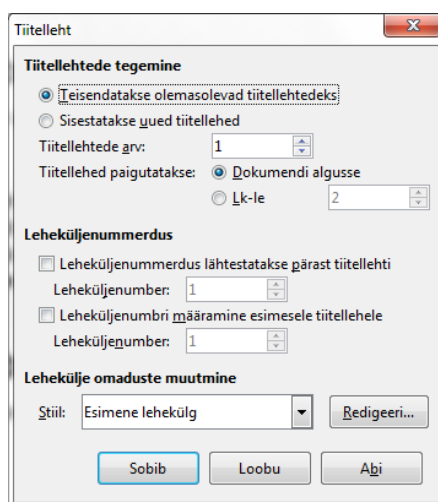 Tiitelleht
Tiitellehtede tegemine
Teisendatakse olemasolevad tiitellehtedeks
Sisestatakse uued tiitellehed
Tiitellehtede arv: 1
Tiitellehed paigutatakse: Dokumendi algusse
Lk-le 2
Leheküljenummerdus
Leheküljenummerdus lähtestatakse pärast tiitellehti
Leheküljenumber: 1
Leheküljenumbri määramine esimesele tiitellehele
Leheküljenumber: 1
Lehekülje omaduste muutmine
Stiil: Esimene lehekülg Redigeeri...
Sobib Loobu Abi